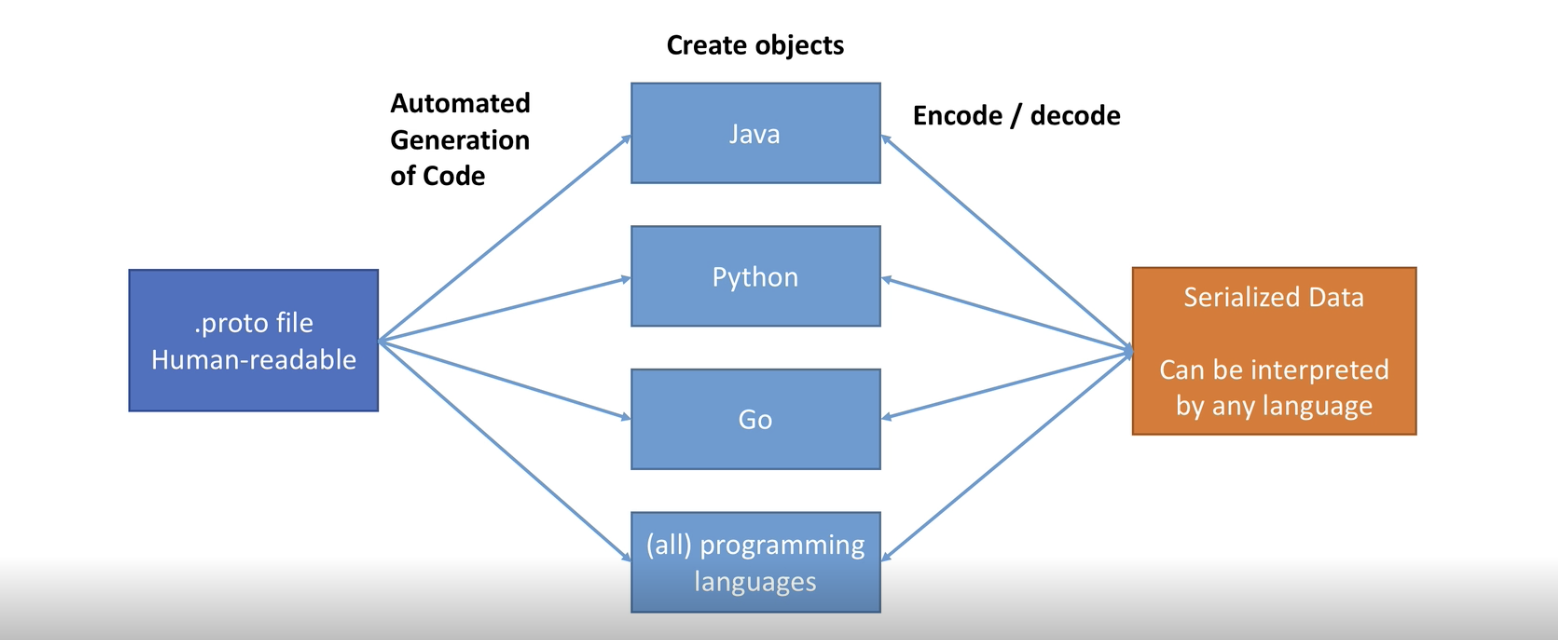 Create objects
Automated
Generation
of Code
Encode / decode
Java
Python
Go
(all) programming
languages
.proto file
Human-readable
Serialized Data
Can be interpreted
by any language